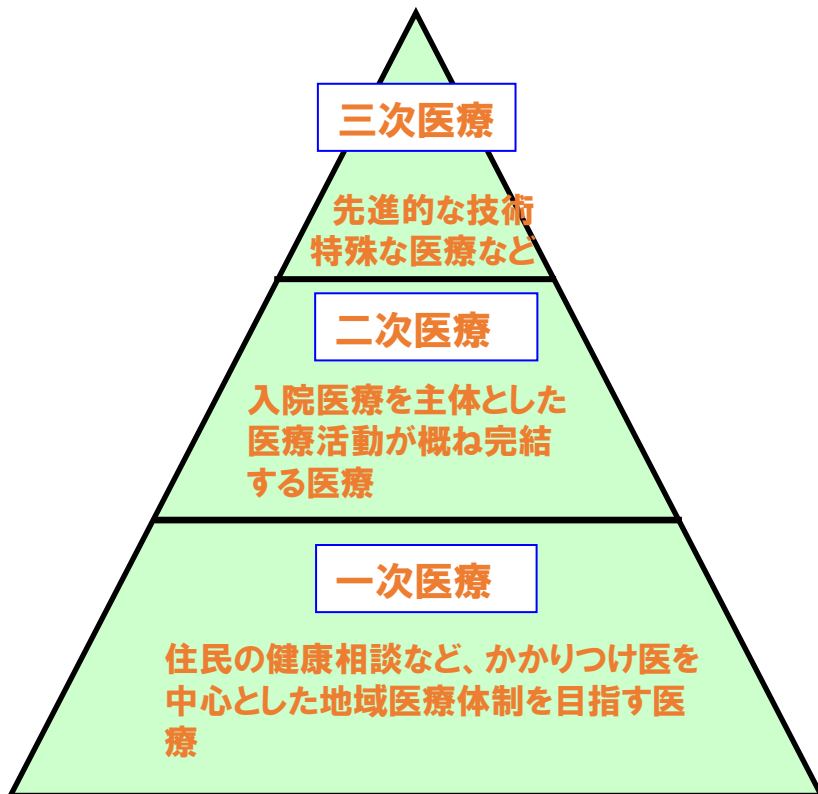 三次医療
先進的な技術
特殊な医療など
二次医療
入院医療を主体とした
医療活動が概ね完結
する医療
一次医療
住民の健康相談など、かかりつけ医を
中心とした地域医療体制を目指す医
療